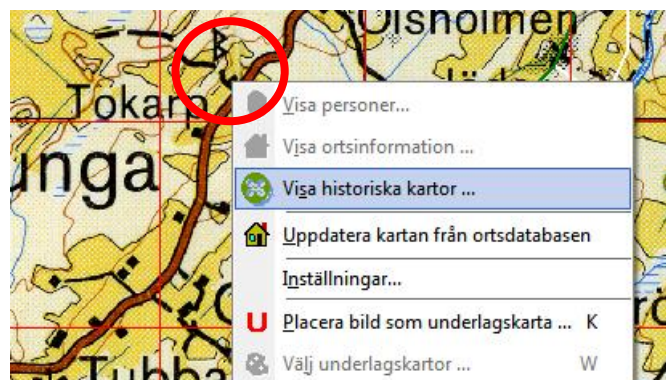 Olsholmen
Tokarp
unga
Visa personer...
Visa ortsinformation ...
Visa historiska kartor ...
Uppdatera kartan från ortsdatabasen
Inställningar...
Placera bild som underlagskarta ... K
Välj underlagskartor ... W
Tubba